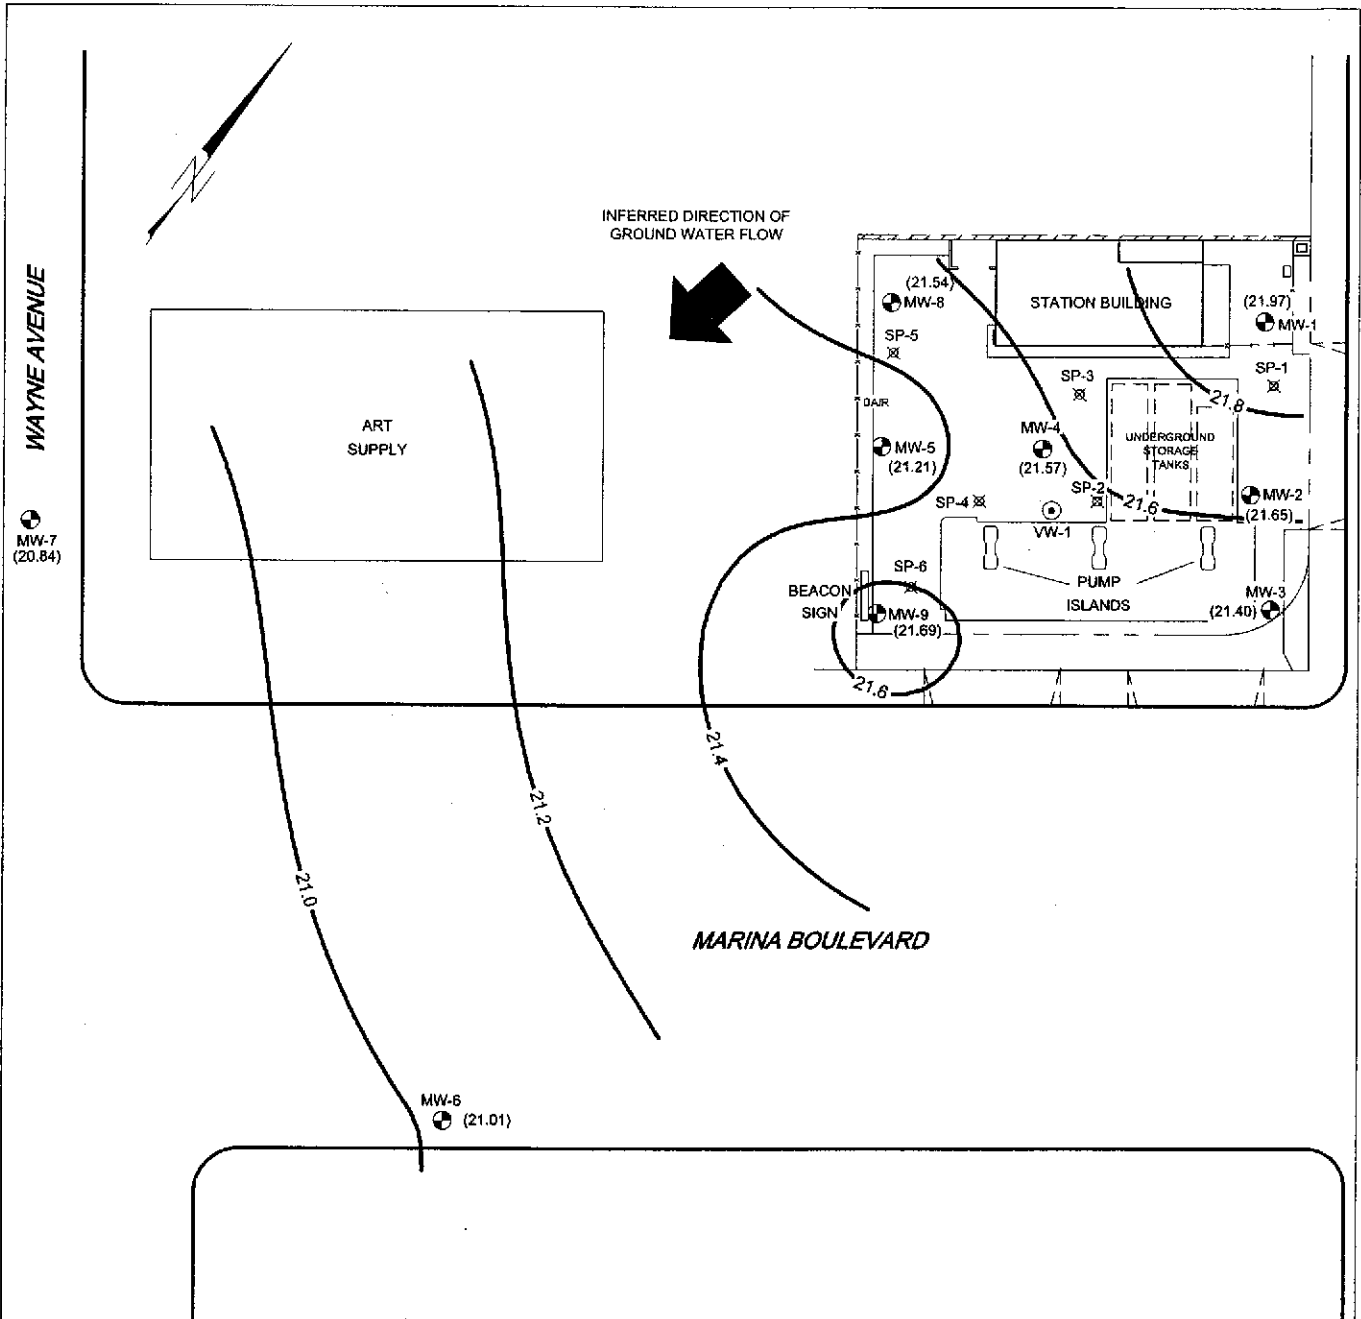 INFERRED DIRECTION OF
GROUND WATER FLOW
WAYNE AVENUE
N
(21.54)
MW-8
STATION BUILDING
(21.97)
MW-1
SP-5
SP-3
SP-1
AIR
21.8
ART
SUPPLY
MW-4
(21.57)
UNDERGROUND
STORAGE
TANKS
MW-5
(21.21)
SP-4
SP-2
21.6
MW-2
(21.65)
VW-1
MW-7
(20.84)
SP-6
BEACON
SIGN
MW-9
(21.69)
PUMP
ISLANDS
MW-3
(21.40)
21.6
21.4
21.2
21.0
MARINA BOULEVARD
MW-6
(21.01)